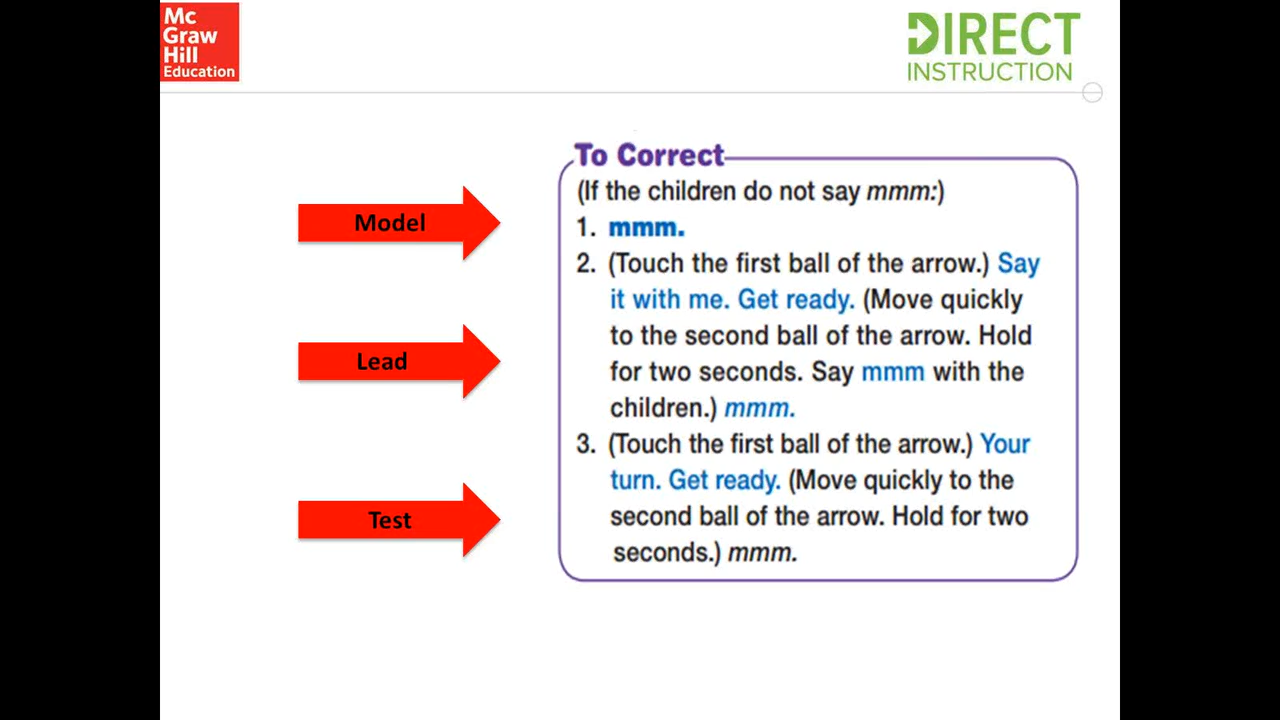 Mc
Graw
Hill
Education
DIRECT
INSTRUCTION
To Correct
(If the children do not say mmm:)
Model
1. mmm.
2. (Touch the first ball of the arrow.) Say
it with me. Get ready. (Move quickly
to the second ball of the arrow. Hold
Lead
for two seconds. Say mmm with the
children.) mmm.
3. (Touch the first ball of the arrow.) Your
turn. Get ready. (Move quickly to the
Test
second ball of the arrow. Hold for two
seconds.) mmm.